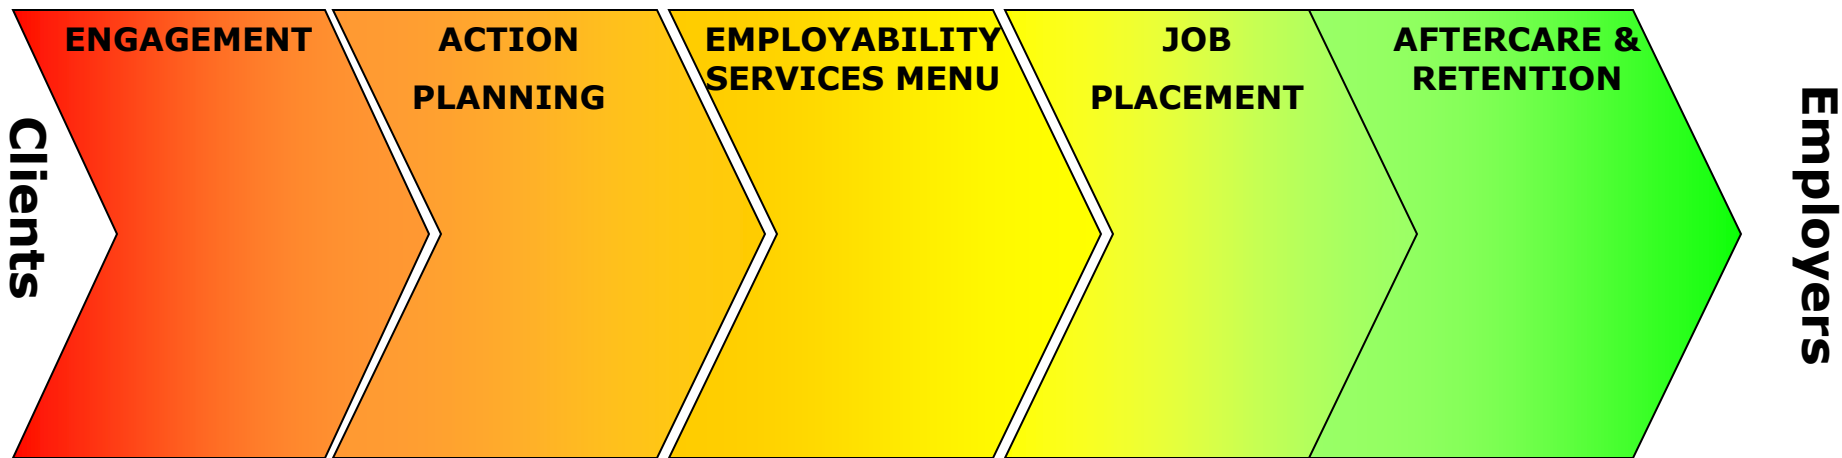 Clients
ENGAGEMENT
ACTION
PLANNING
EMPLOYABILITY
SERVICES MENU
JOB
PLACEMENT
AFTERCARE &
RETENTION
Employers